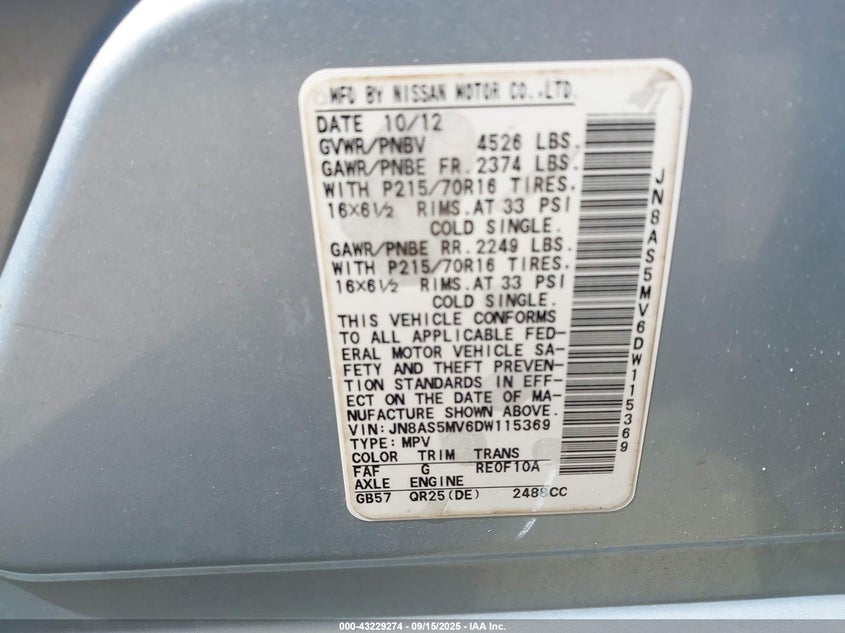 MFD BY NISSAN MOTOR CO.,LTD.
DATE 10/12
GVWR/PNBV 4526 LBS.
GAWR/PNBE FR. 2374 LBS.
WITH P215/70R16 TIRES.
16X6½ RIMS. AT 33 PSI
COLD SINGLE.
GAWR/PNBE RR. 2249 LBS.
WITH P215/70R16 TIRES.
16X6½ RIMS. AT 33 PSI
COLD SINGLE.
THIS VEHICLE CONFORMS
TO ALL APPLICABLE FED-
ERAL MOTOR VEHICLE SA-
FETY AND THEFT PREVEN-
TION STANDARDS IN EFF-
ECT ON THE DATE OF MA-
NUFACTURE SHOWN ABOVE.
VIN: JN8AS5MV6DW115369
TYPE: MPV
COLOR TRIM TRANS
FAF G RE0F10A
AXLE ENGINE
GB57 QR25(DE) 2488CC
JN8AS5MV6DW115369
000-43229274 - 09/15/2025 - IAA Inc.